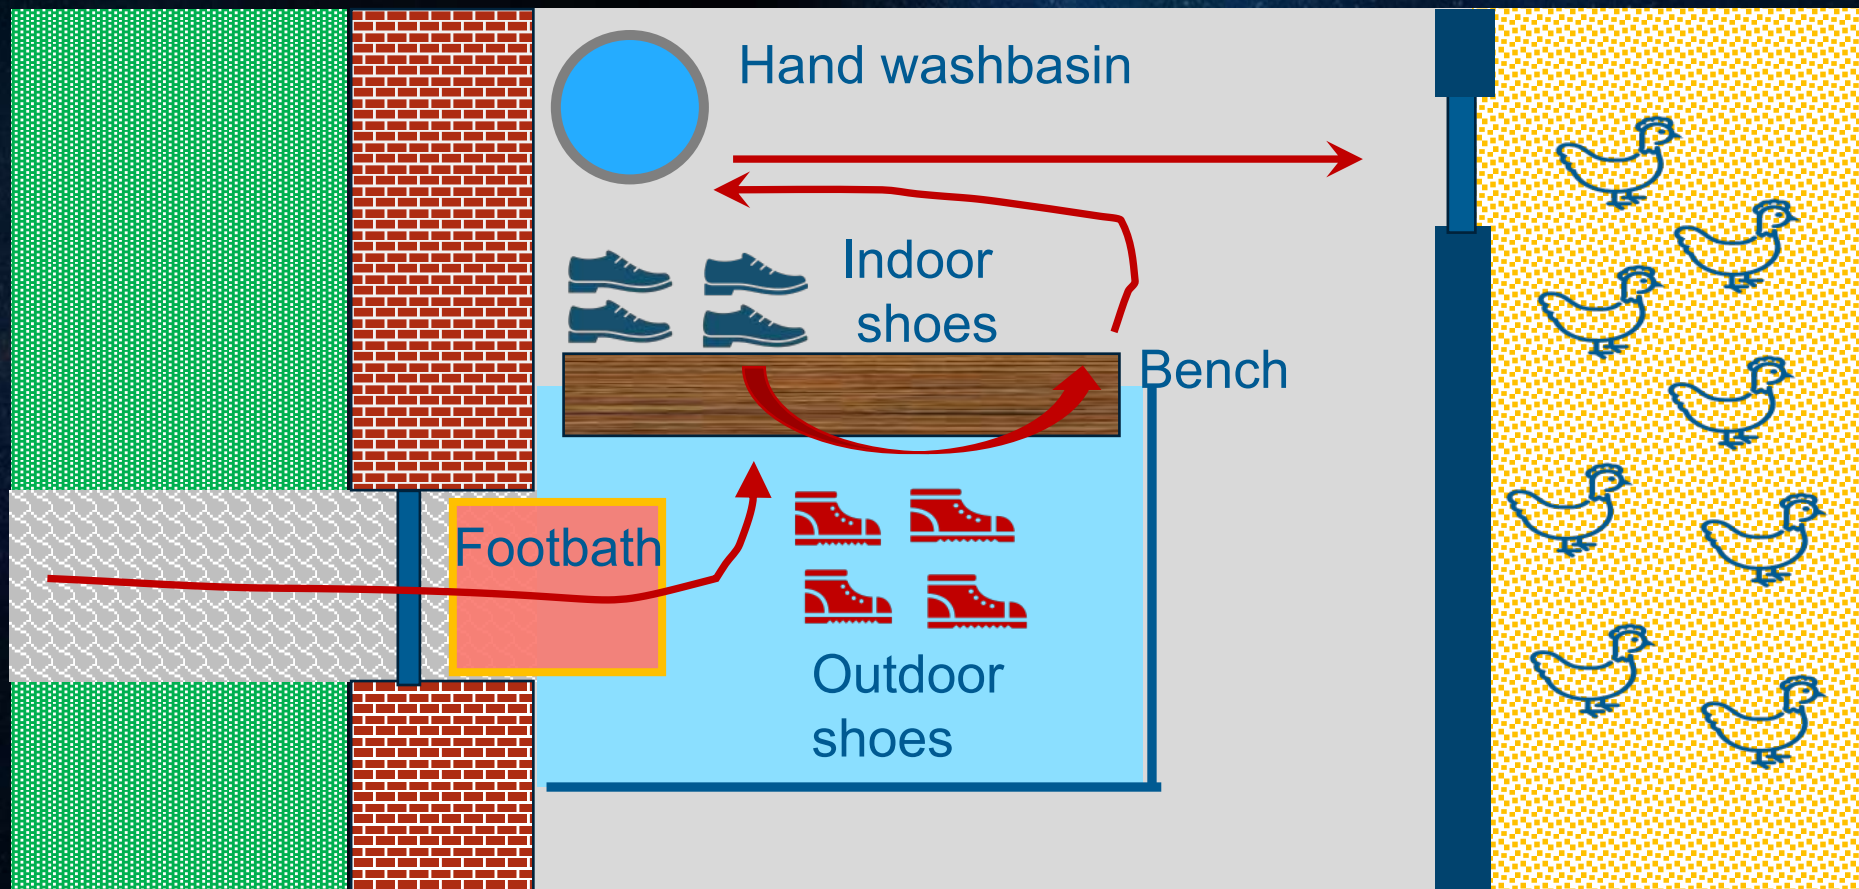 Hand washbasin
Indoor
shoes
Bench
Footbath
Outdoor
shoes